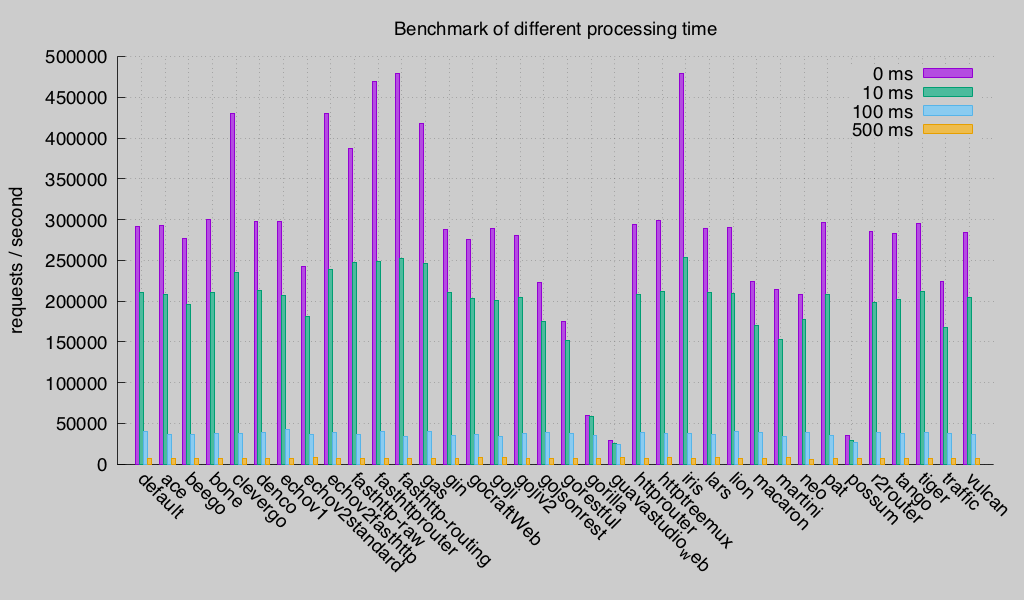 Benchmark of different processing time
requests / second
500000
450000
400000
350000
300000
250000
200000
150000
100000
50000
0
0 ms
10 ms
100 ms
500 ms
default
ace
beego
bone
clevergo
denco
echov1
echov2standard
echov2fasthttp
fasthttp-raw
fasthttprouter
fasthttp-routing
gas
gin
gocraftWeb
goji
gojiv2
gojsonrest
gorestful
gorilla
guavastudioweb
httprouter
httptreemux
iris
lars
lion
macaron
martini
neo
pat
possum
r2router
tango
tiger
traffic
vulcan